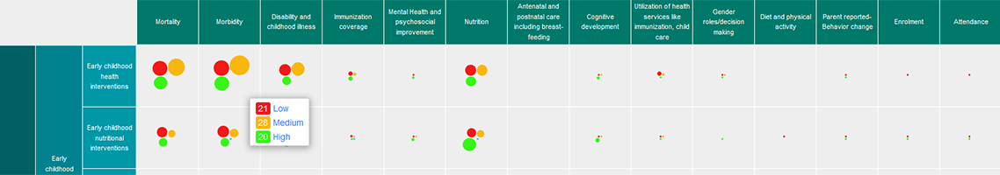 Mortality
Morbidity
Disability and
childhood illness
Immunization
coverage
Mental Health and
psychosocial
improvement
Nutrition
Antenatal and
postnatal care
including breast-
feeding
Cognitive
development
Utilization of health
services like
immunization, child
care
Gender
roles/decision
making
Diet and physical
activity
Parent reported-
Behavior change
Enrolment
Attendance
Early childhood
health
interventions
21 Low
28 Medium
20 High
Early childhood
nutritional
interventions
Early
childhood